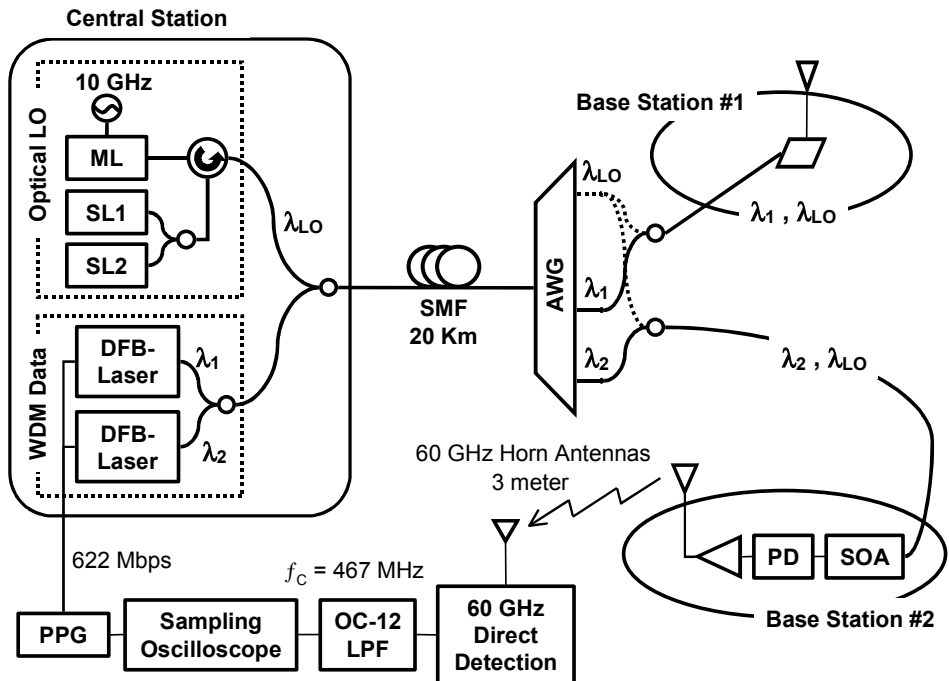 Central Station
Optical LO
10 GHz
ML
SL1
SL2
λLO
WDM Data
DFB-
Laser
λ1
DFB-
Laser
λ2
SMF
20 Km
AWG
λLO
λ1
λ2
Base Station #1
λ1 , λLO
λ2 , λLO
60 GHz Horn Antennas
3 meter
PD
SOA
Base Station #2
622 Mbps
fC = 467 MHz
PPG
Sampling
Oscilloscope
OC-12
LPF
60 GHz
Direct
Detection